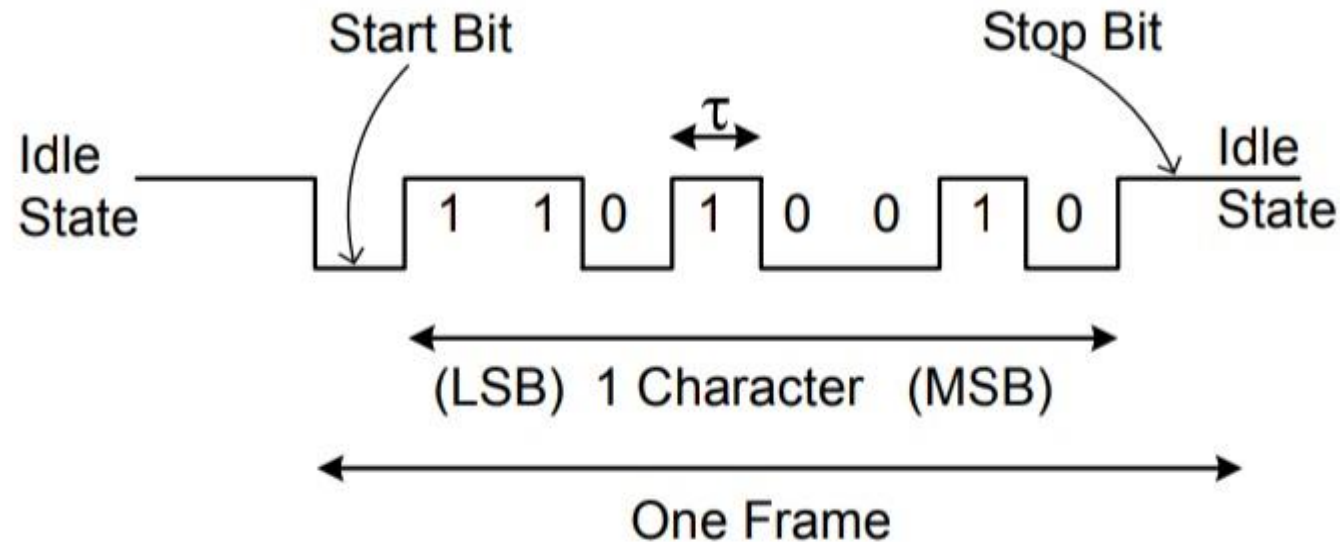 Start Bit
Stop Bit
τ
Idle
State
1 1 0 1 0 0 1 0
Idle
State
(LSB) 1 Character (MSB)
One Frame